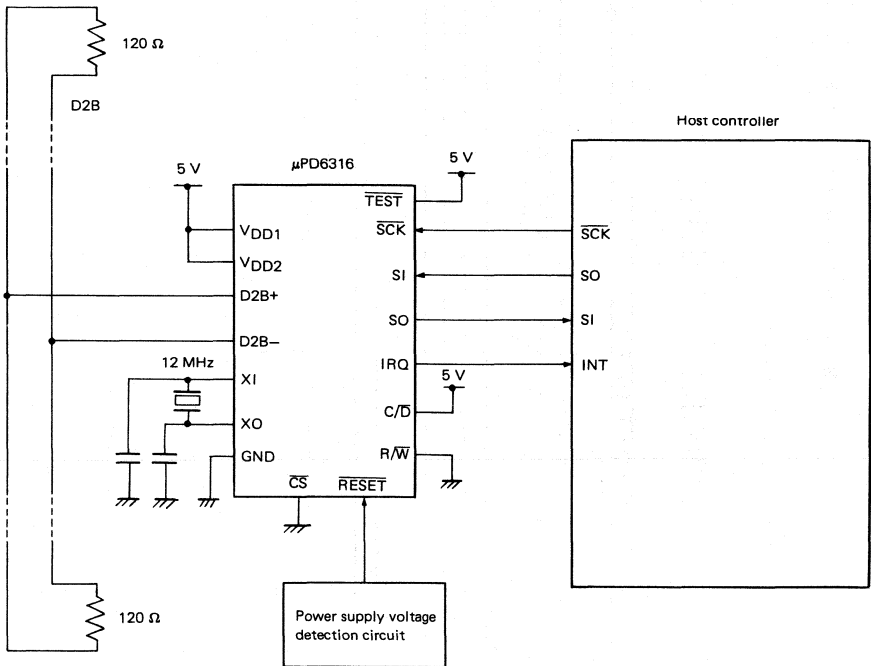 120 Ω
D2B
Host controller
5 V
μPD6316
5 V
TEST
VDD1
SCK
SCK
VDD2
SI
SO
D2B+
SO
SI
D2B−
12 MHz
IRQ
INT
XI
5 V
C/D
XO
R/W
GND
CS
RESET
120 Ω
Power supply voltage
detection circuit